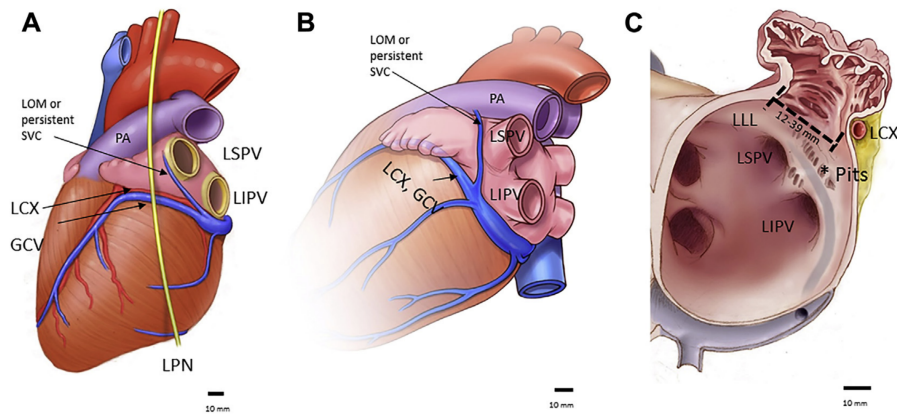 A
LOM or
persistent
SVC
PA
LSPV
LIPV
LCX
GCV
LPN
10 mm
B
LOM or
persistent
SVC
PA
LSPV
LCX, GCV
LIPV
10 mm
C
LLL
12-39 mm
LCX
LSPV
* Pits
LIPV
10 mm